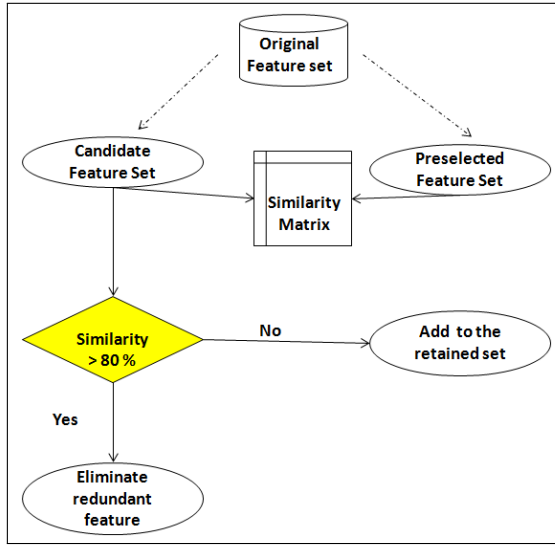 Original
Feature set
Candidate
Feature Set
Preselected
Feature Set
Similarity
Matrix
Similarity
> 80 %
No
Add to the
retained set
Yes
Eliminate
redundant
feature